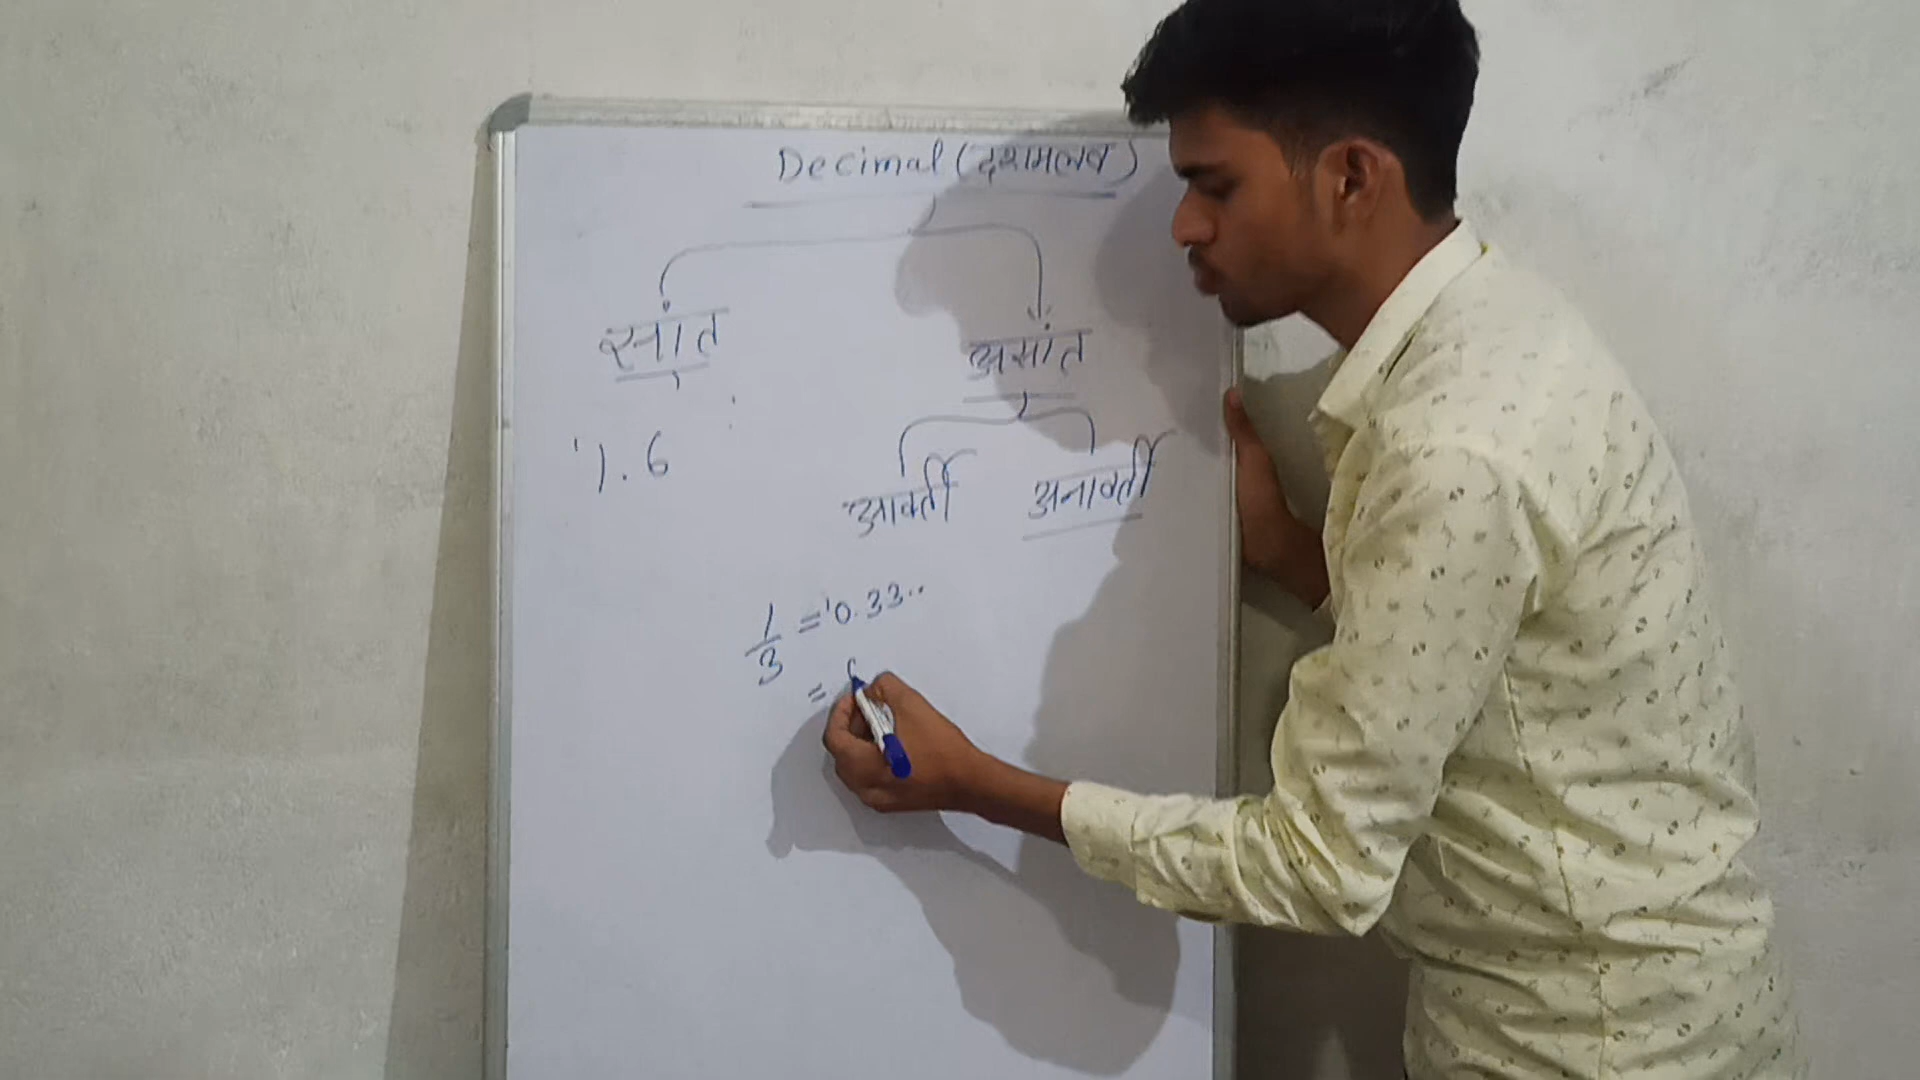 Decimal (दशमलव)
सांत
असांत
1.6
आवर्ती
अनावर्ती
1/3 = 0.33..
=